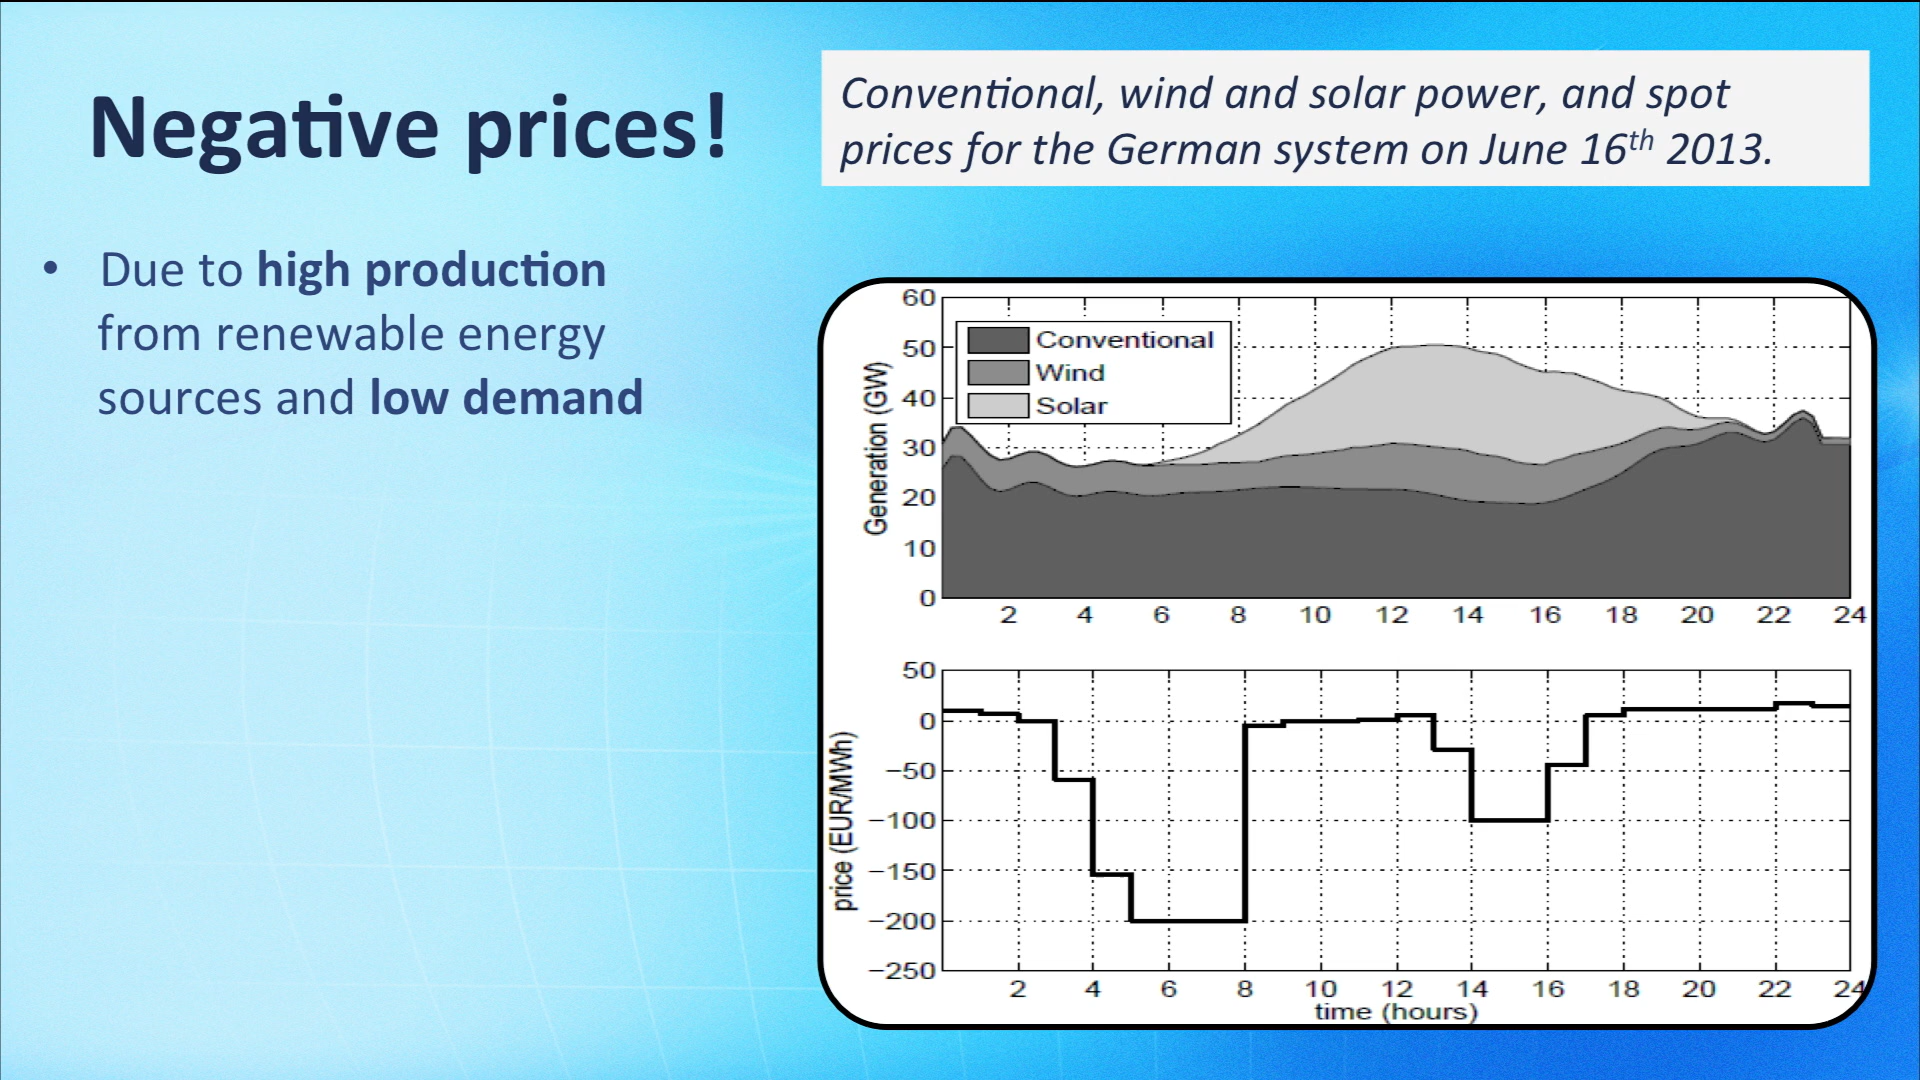 Negative prices!
Conventional, wind and solar power, and spot
prices for the German system on June 16th 2013.
• Due to high production
from renewable energy
sources and low demand
60
50
40
30
20
10
0
Generation (GW)
Conventional
Wind
Solar
2 4 6 8 10 12 14 16 18 20 22 24
50
0
−50
−100
−150
−200
−250
price (EUR/MWh)
2 4 6 8 10 12 14 16 18 20 22 24
time (hours)